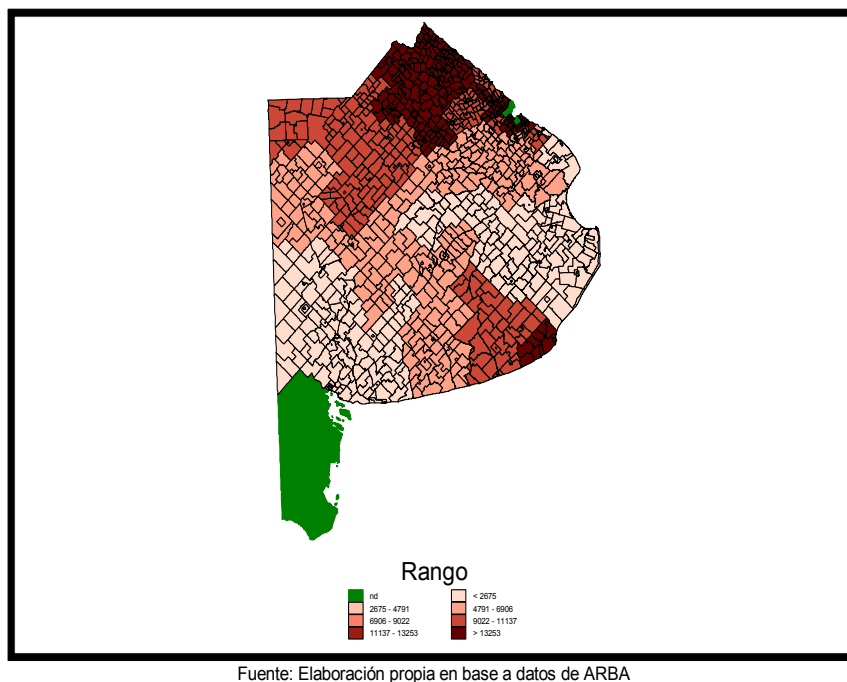 Rango
nd
< 2675
2675 - 4791
4791 - 6906
6906 - 9022
9022 - 11137
11137 - 13253
> 13253
Fuente: Elaboración propia en base a datos de ARBA